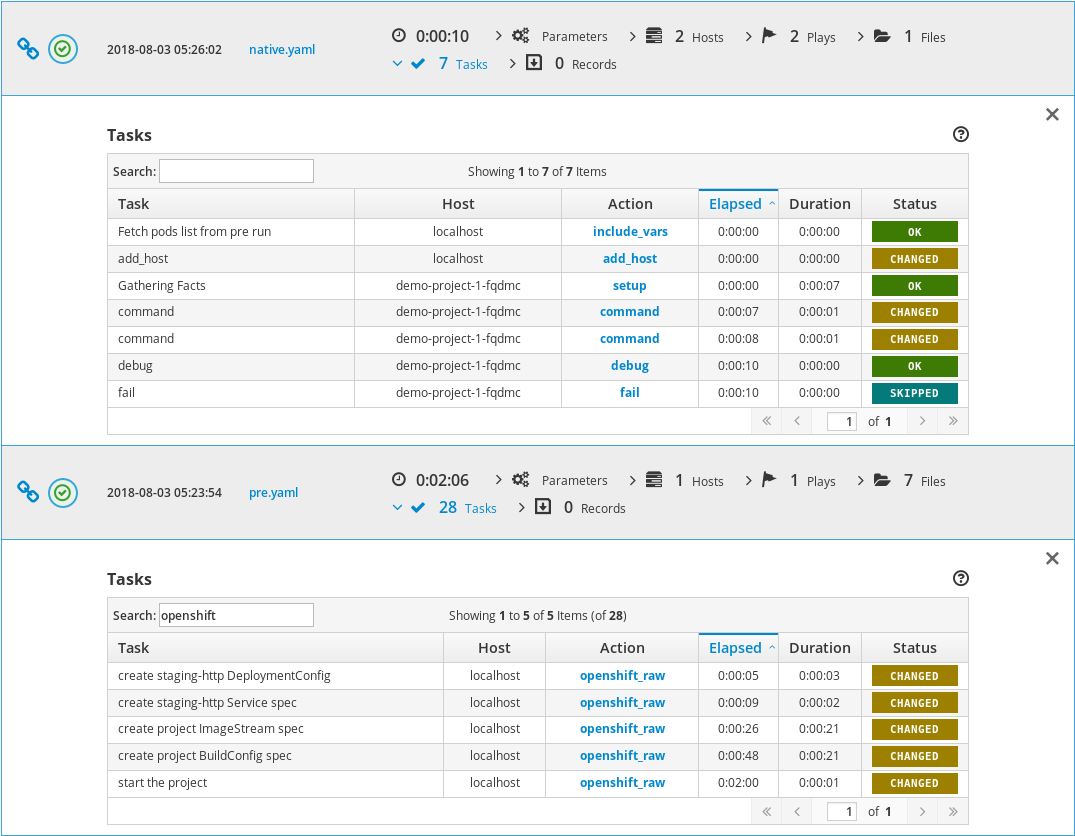 2018-08-03 05:26:02 native.yaml 0:00:10 Parameters 2 Hosts 2 Plays 1 Files
7 Tasks 0 Records
Tasks
Search: Showing 1 to 7 of 7 Items
Task Host Action Elapsed Duration Status
Fetch pods list from pre run localhost include_vars 0:00:00 0:00:00 OK
add_host localhost add_host 0:00:00 0:00:00 CHANGED
Gathering Facts demo-project-1-fqdmc setup 0:00:00 0:00:07 OK
command demo-project-1-fqdmc command 0:00:07 0:00:01 CHANGED
command demo-project-1-fqdmc command 0:00:08 0:00:01 CHANGED
debug demo-project-1-fqdmc debug 0:00:10 0:00:00 OK
fail demo-project-1-fqdmc fail 0:00:10 0:00:00 SKIPPED
« < 1 of 1 > »
2018-08-03 05:23:54 pre.yaml 0:02:06 Parameters 1 Hosts 1 Plays 7 Files
28 Tasks 0 Records
Tasks
Search: openshift Showing 1 to 5 of 5 Items (of 28)
Task Host Action Elapsed Duration Status
create staging-http DeploymentConfig localhost openshift_raw 0:00:05 0:00:03 CHANGED
create staging-http Service spec localhost openshift_raw 0:00:09 0:00:02 CHANGED
create project ImageStream spec localhost openshift_raw 0:00:26 0:00:21 CHANGED
create project BuildConfig spec localhost openshift_raw 0:00:48 0:00:21 CHANGED
start the project localhost openshift_raw 0:02:00 0:00:01 CHANGED
« < 1 of 1 > »